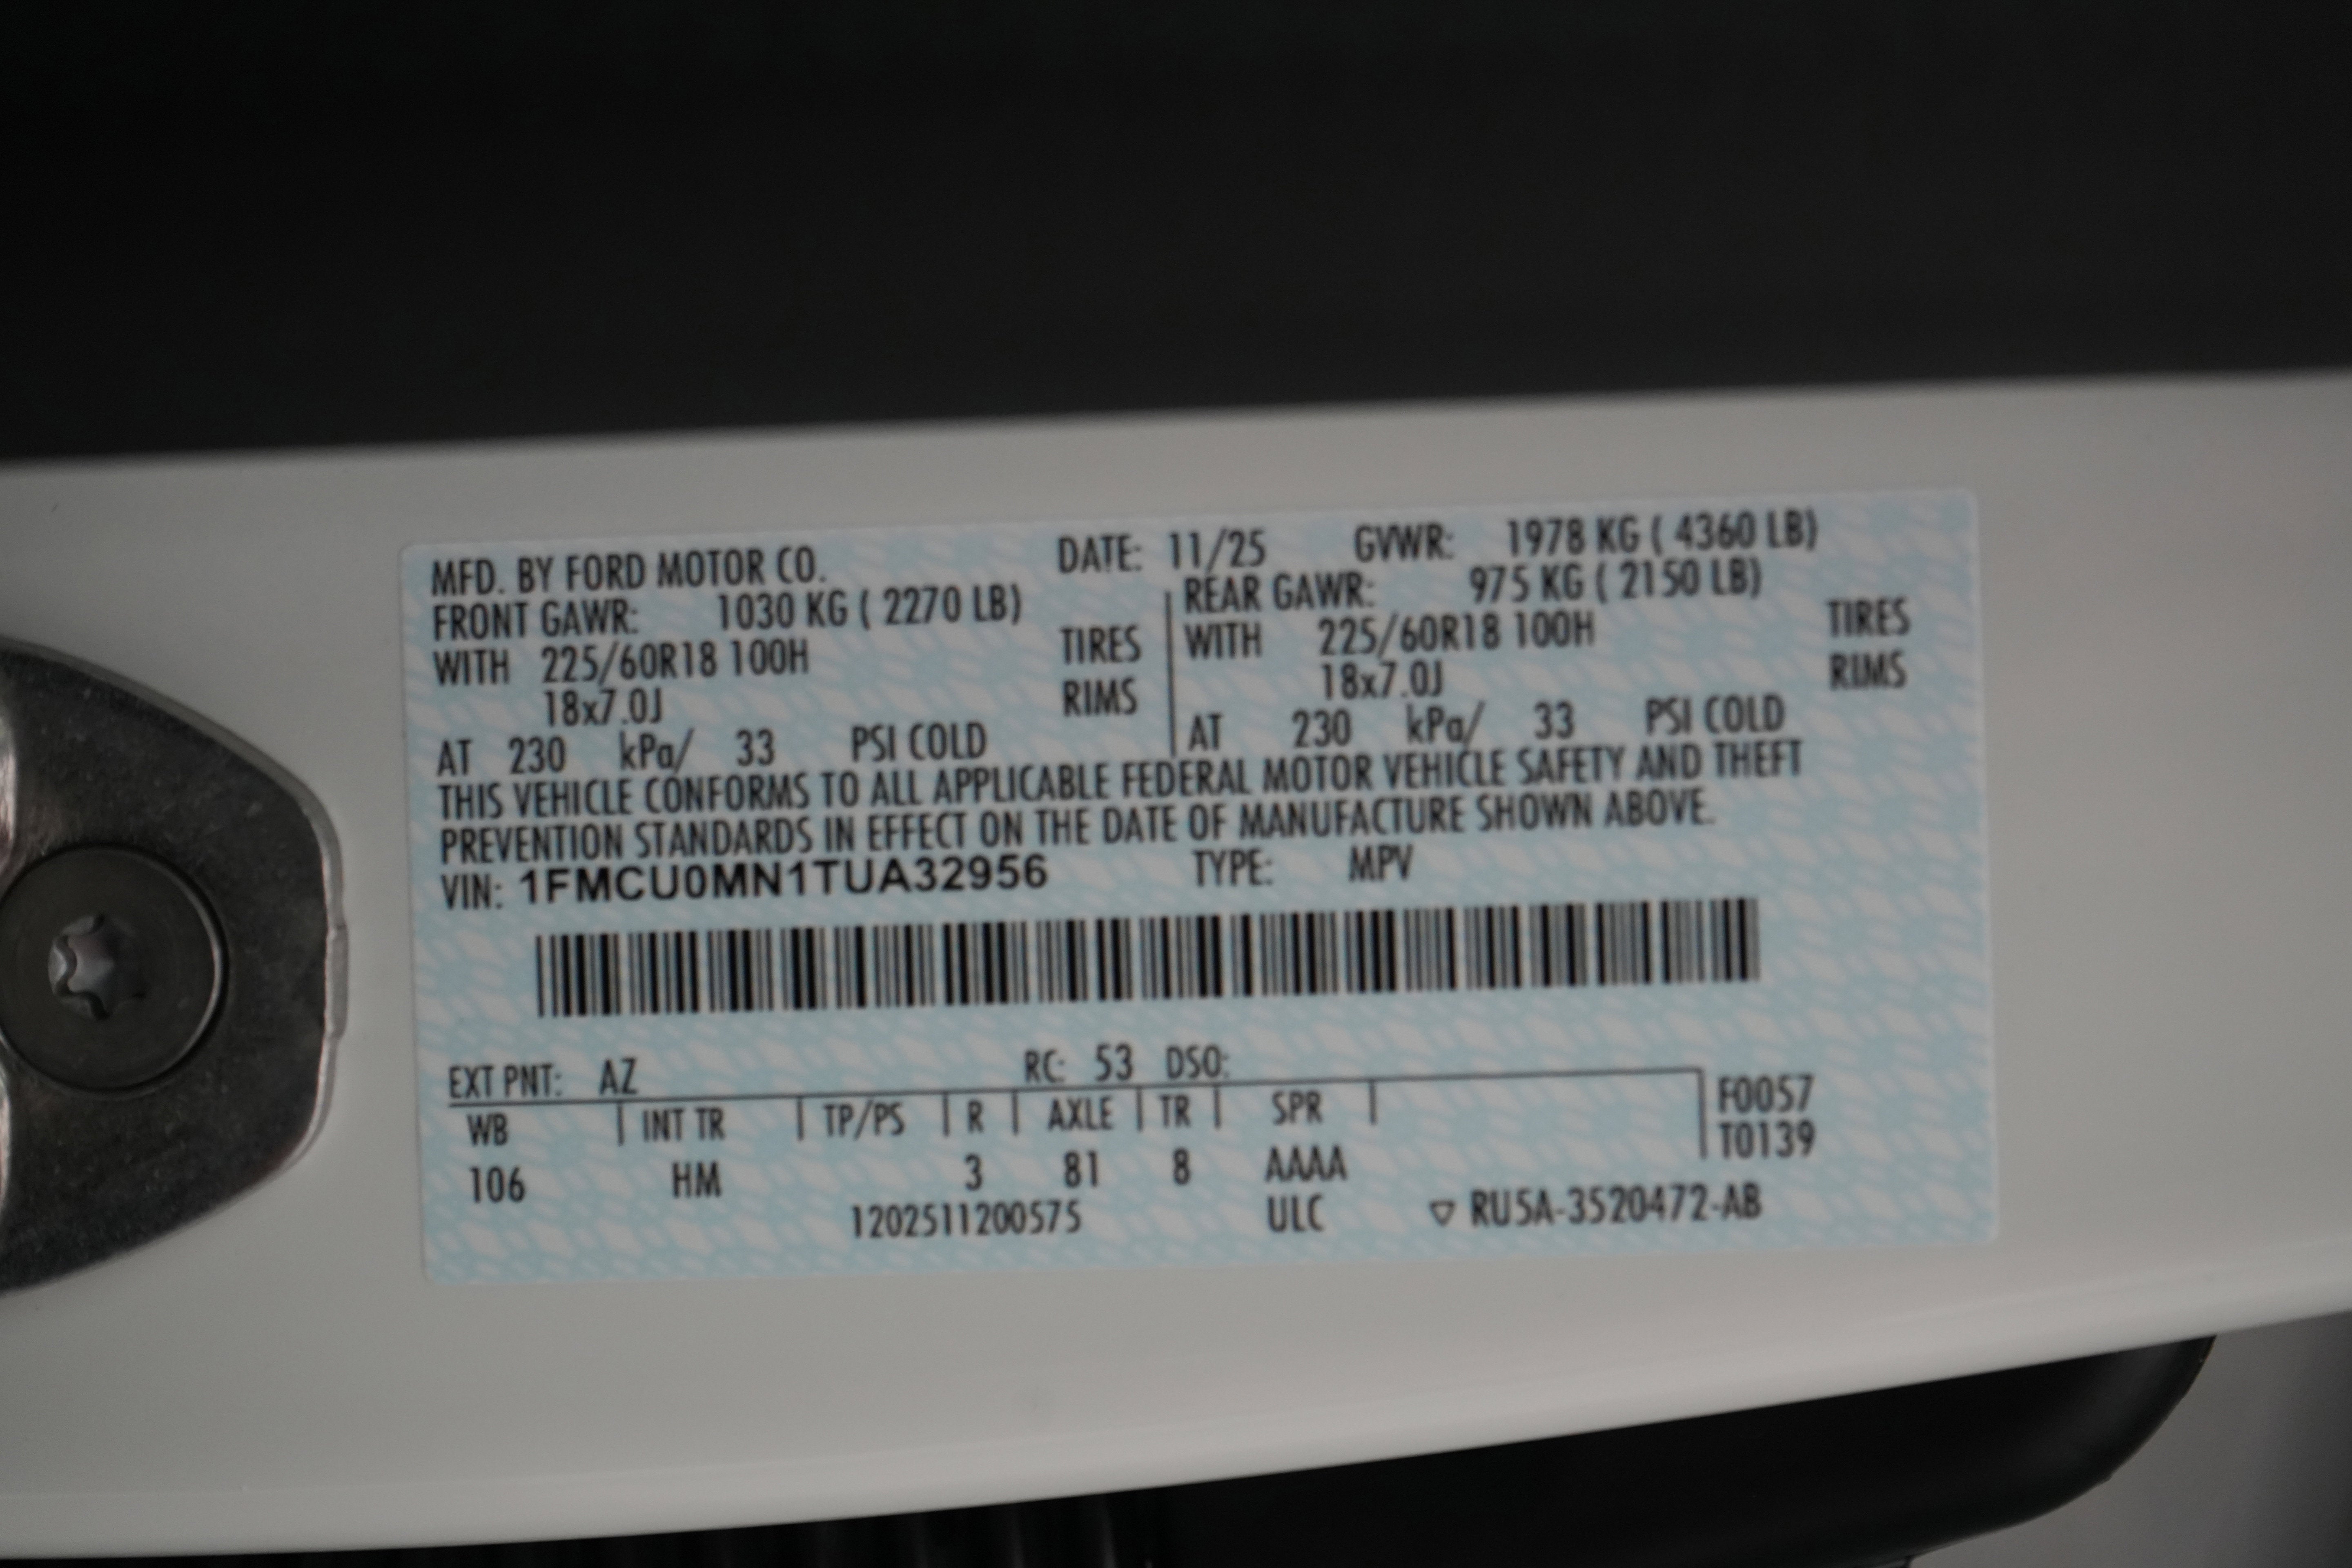 MFD. BY FORD MOTOR CO. DATE: 11/25 GVWR: 1978 KG ( 4360 LB)
FRONT GAWR: 1030 KG ( 2270 LB) REAR GAWR: 975 KG ( 2150 LB)
WITH 225/60R18 100H TIRES WITH 225/60R18 100H TIRES
18x7.0J RIMS 18x7.0J RIMS
AT 230 kPa/ 33 PSI COLD AT 230 kPa/ 33 PSI COLD
THIS VEHICLE CONFORMS TO ALL APPLICABLE FEDERAL MOTOR VEHICLE SAFETY AND THEFT
PREVENTION STANDARDS IN EFFECT ON THE DATE OF MANUFACTURE SHOWN ABOVE.
VIN: 1FMCU0MN1TUA32956 TYPE: MPV
EXT PNT: AZ RC: 53 DSO:
WB INT TR TP/PS R AXLE TR SPR F0057
T0139
106 HM 3 81 8 AAAA
1202511200575 ULC ▽ RU5A-3520472-AB